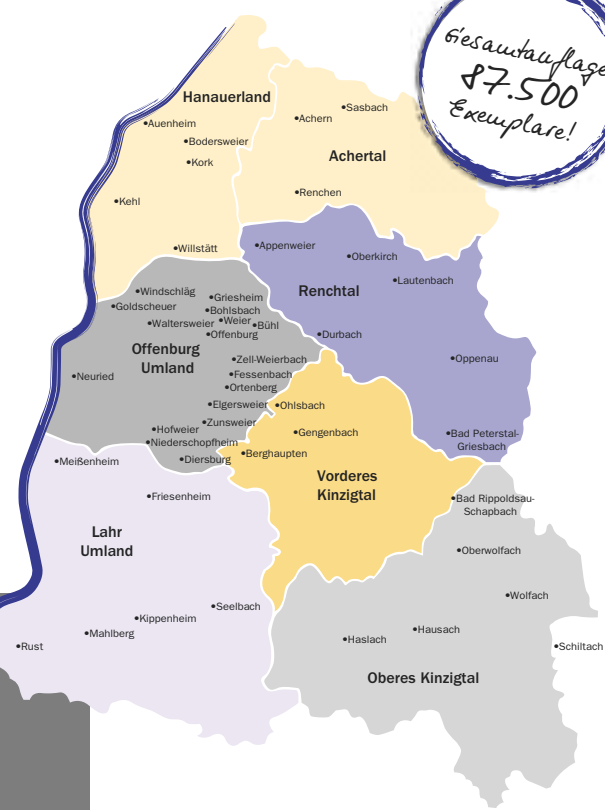 Gesamtauflage
87.500
Exemplare!
Hanauerland
•Sasbach
•Achern
•Auenheim
•Bodersweier
Achertal
•Kork
•Renchen
•Kehl
•Willstätt
•Appenweier
•Oberkirch
•Lautenbach
Renchtal
•Windschläg
•Griesheim
•Goldscheuer
•Bohlsbach
•Waltersweier
•Weier
•Bühl
•Offenburg
•Durbach
Offenburg
Umland
•Zell-Weierbach
•Oppenau
•Neuried
•Fessenbach
•Ortenberg
•Elgersweier
•Ohlsbach
•Zunsweier
•Hofweier
•Gengenbach
•Bad Peterstal-
Griesbach
•Niederschopfheim
•Diersburg
•Berghaupten
•Meißenheim
Vorderes
Kinzigtal
•Friesenheim
•Bad Rippoldsau-
Schapbach
Lahr
Umland
•Oberwolfach
•Wolfach
•Seelbach
•Kippenheim
•Mahlberg
•Hausach
•Haslach
•Rust
•Schiltach
Oberes Kinzigtal